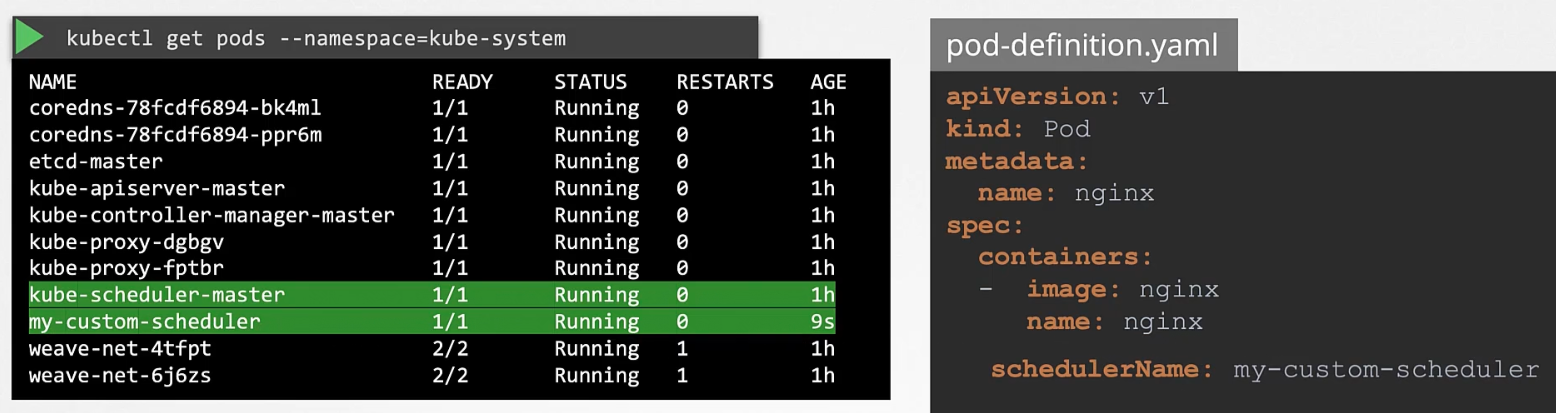 kubectl get pods --namespace=kube-system
NAME READY STATUS RESTARTS AGE
coredns-78fcdf6894-bk4ml 1/1 Running 0 1h
coredns-78fcdf6894-ppr6m 1/1 Running 0 1h
etcd-master 1/1 Running 0 1h
kube-apiserver-master 1/1 Running 0 1h
kube-controller-manager-master 1/1 Running 0 1h
kube-proxy-dgbgv 1/1 Running 0 1h
kube-proxy-fptbr 1/1 Running 0 1h
kube-scheduler-master 1/1 Running 0 1h
my-custom-scheduler 1/1 Running 0 9s
weave-net-4tfpt 2/2 Running 1 1h
weave-net-6j6zs 2/2 Running 1 1h
pod-definition.yaml
apiVersion: v1
kind: Pod
metadata:
  name: nginx
spec:
  containers:
  - image: nginx
    name: nginx
  schedulerName: my-custom-scheduler